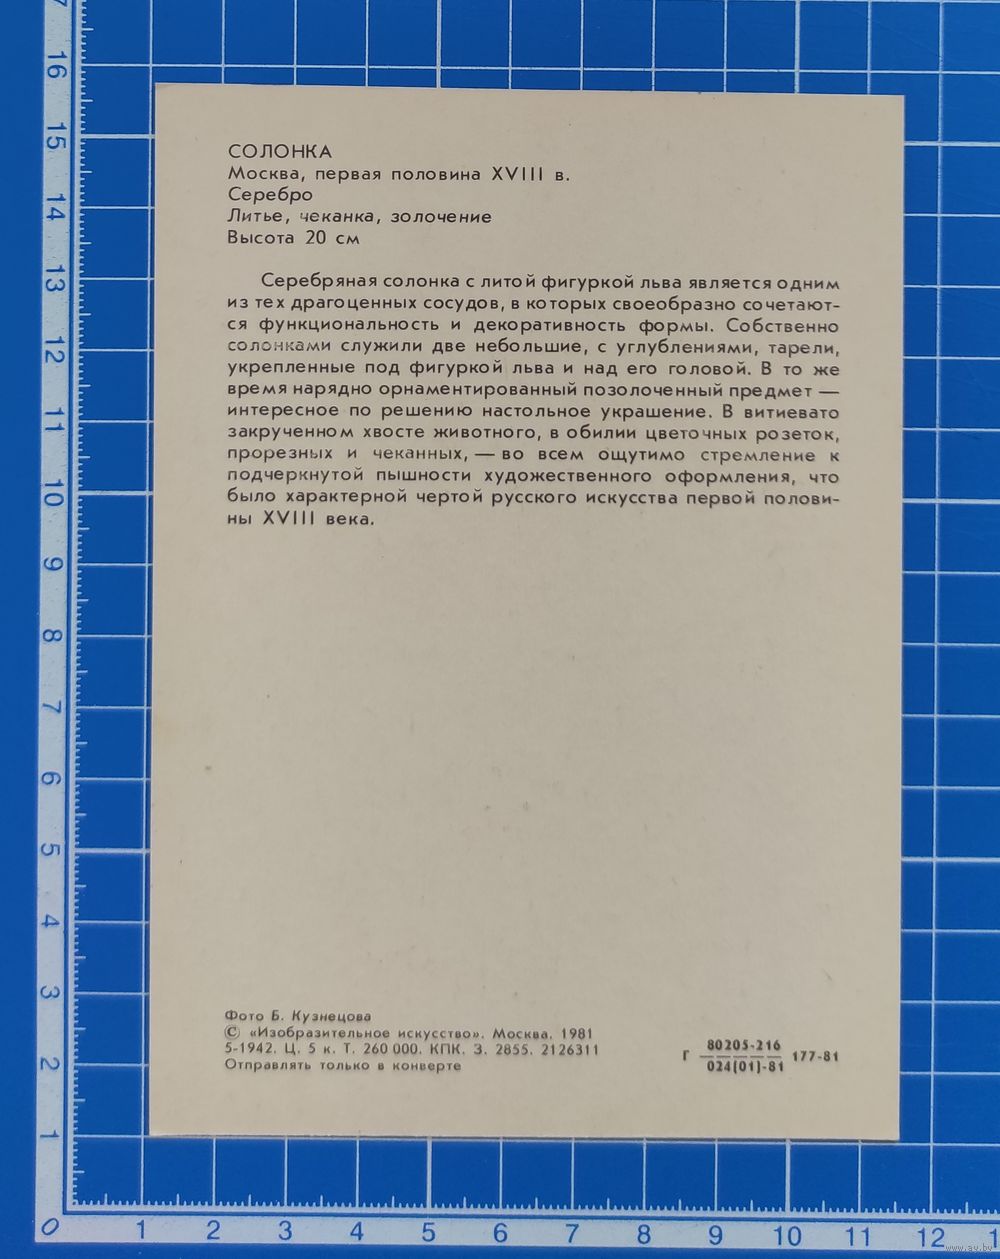 СОЛОНКА
Москва, первая половина XVIII в.
Серебро
Литье, чеканка, золочение
Высота 20 см
Серебряная солонка с литой фигуркой льва является одним
из тех драгоценных сосудов, в которых своеобразно сочетают-
ся функциональность и декоративность формы. Собственно
солонками служили две небольшие, с углублениями, тарели,
укрепленные под фигуркой льва и над его головой. В то же
время нарядно орнаментированный позолоченный предмет —
интересное по решению настольное украшение. В витиевато
закрученном хвосте животного, в обилии цветочных розеток,
прорезных и чеканных, — во всем ощутимо стремление к
подчеркнутой пышности художественного оформления, что
было характерной чертой русского искусства первой полови-
ны XVIII века.
Фото Б. Кузнецова
© «Изобразительное искусство». Москва. 1981
5-1942. Ц. 5 к. Т. 260 000. КПК. З. 2855. 2126311
Отправлять только в конверте
Г 80205-216
024(01)-81 177-81
17
16
15
14
13
12
11
10
9
8
7
6
5
4
3
2
1
0 1 2 3 4 5 6 7 8 9 10 11 12 13
www.ay.by